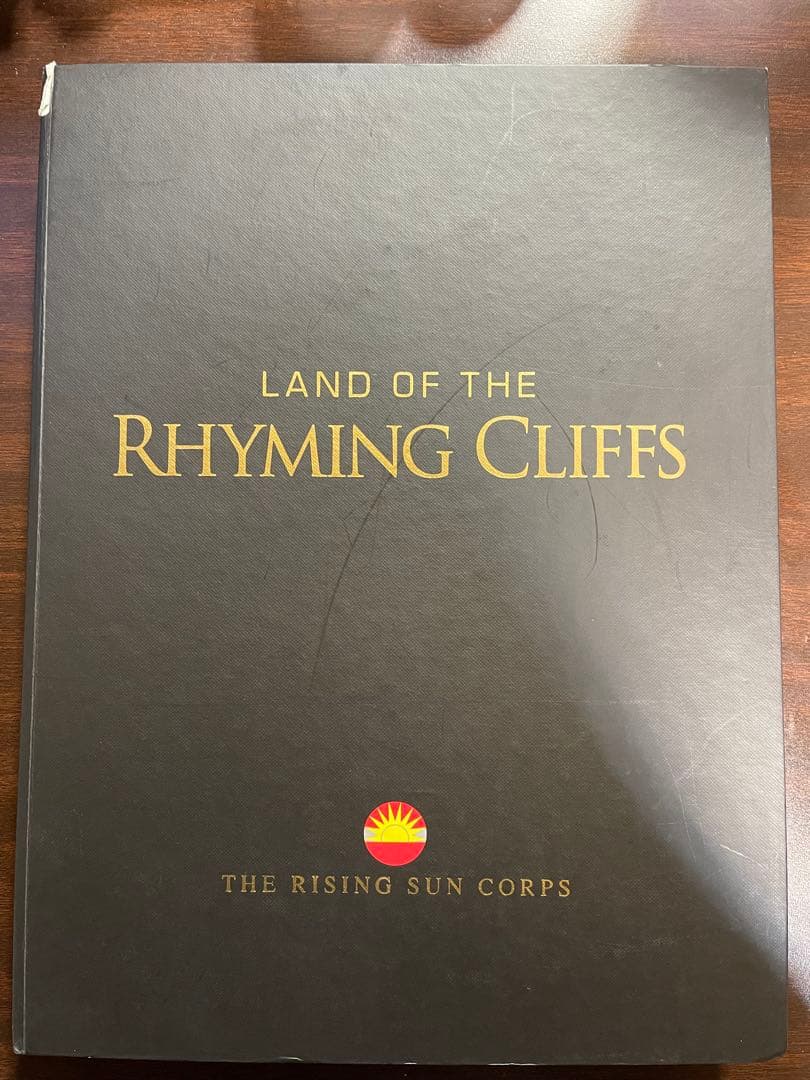 LAND OF THE
RHYMING CLIFFS
THE RISING SUN CORPS